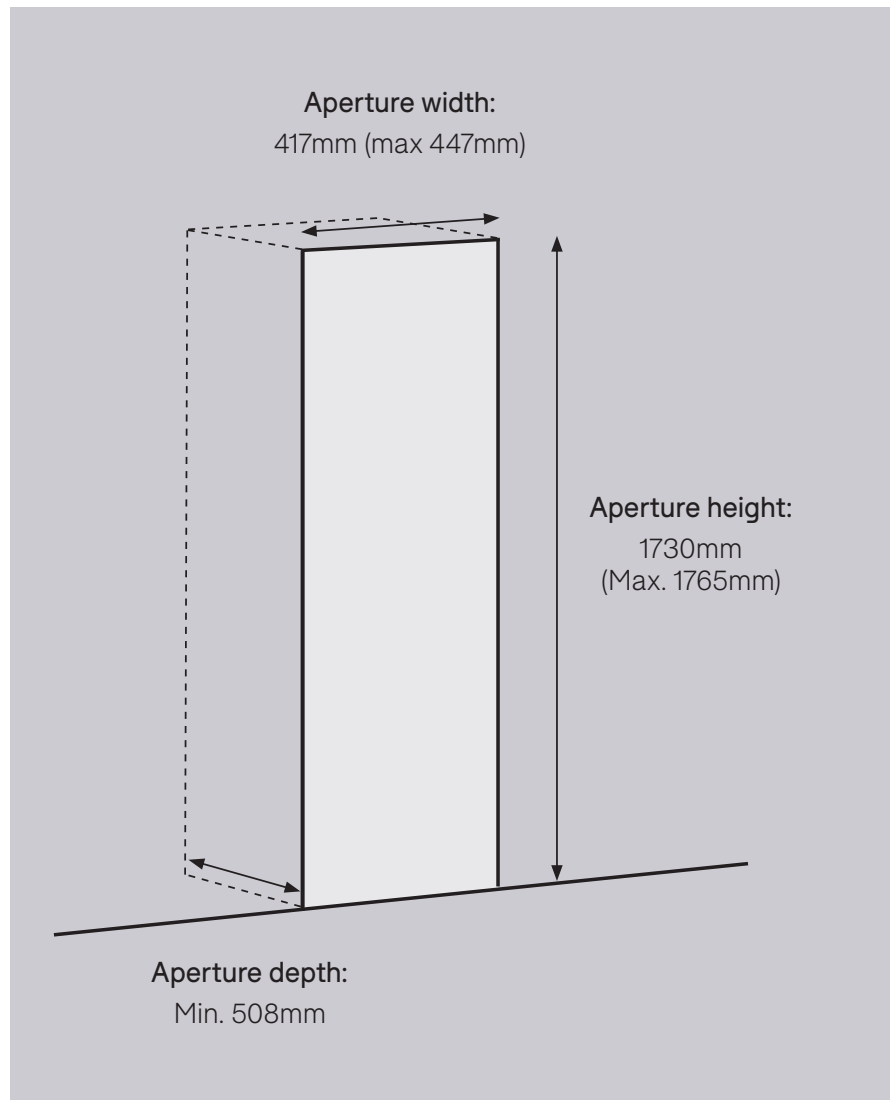 Aperture width:
417mm (max 447mm)
Aperture height:
1730mm
(Max. 1765mm)
Aperture depth:
Min. 508mm